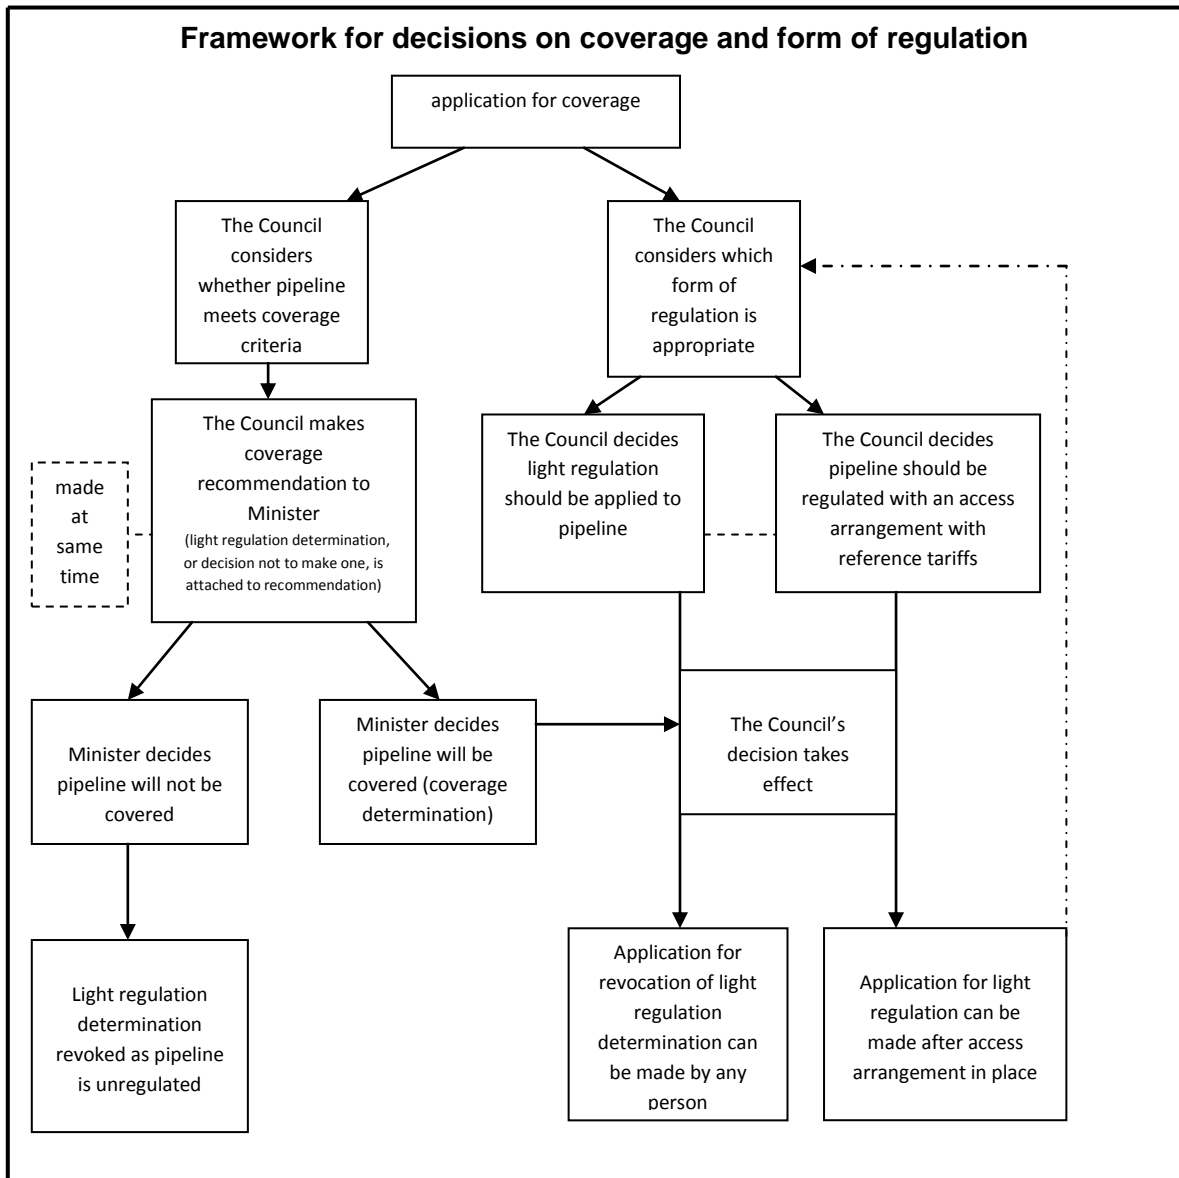 Framework for decisions on coverage and form of regulation
application for coverage
The Council
considers
whether pipeline
meets coverage
criteria
The Council
considers which
form of
regulation is
appropriate
The Council makes
coverage
recommendation to
Minister
(light regulation determination,
or decision not to make one, is
attached to recommendation)
made
at
same
time
The Council decides
light regulation
should be applied to
pipeline
The Council decides
pipeline should be
regulated with an access
arrangement with
reference tariffs
Minister decides
pipeline will not be
covered
Minister decides
pipeline will be
covered (coverage
determination)
The Council’s
decision takes
effect
Light regulation
determination
revoked as pipeline
is unregulated
Application for
revocation of light
regulation
determination can
be made by any
person
Application for light
regulation can be
made after access
arrangement in place